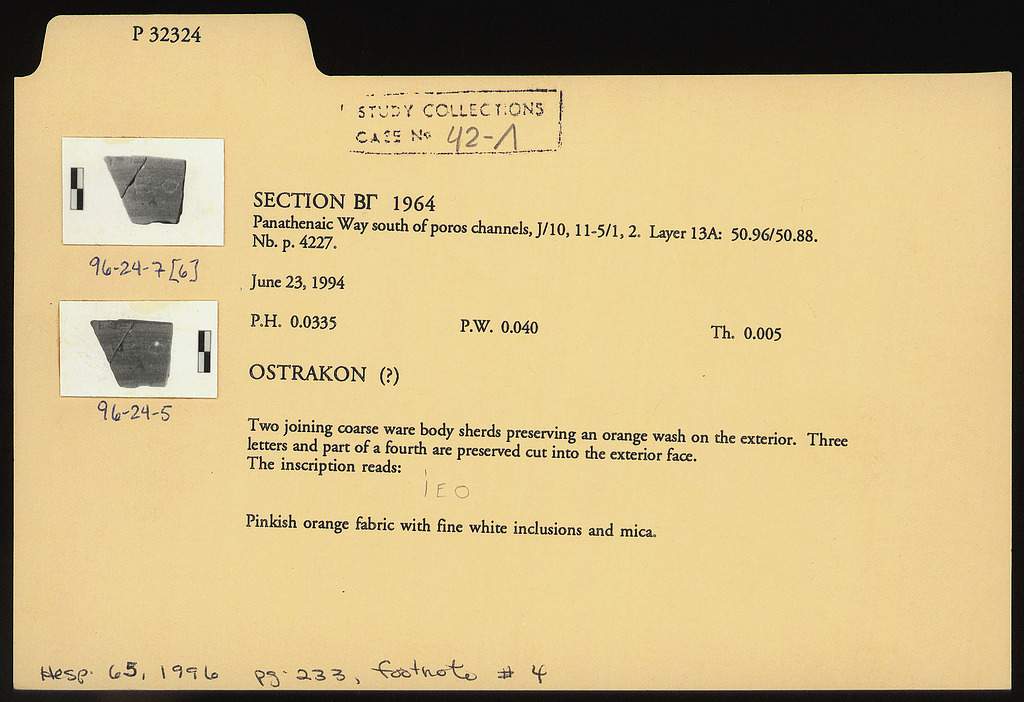 P 32324
STUDY COLLECTIONS
CASE No 42-Λ
SECTION ΒΓ 1964
Panathenaic Way south of poros channels, J/10, 11-5/1, 2. Layer 13A: 50.96/50.88.
Nb. p. 4227.
96-24-7[6]
June 23, 1994
P.H. 0.0335 P.W. 0.040 Th. 0.005
OSTRAKON (?)
96-24-5
Two joining coarse ware body sherds preserving an orange wash on the exterior. Three
letters and part of a fourth are preserved cut into the exterior face.
The inscription reads:
ΙΕΟ
Pinkish orange fabric with fine white inclusions and mica.
Hesp. 65, 1996 pg. 233, footnote # 4